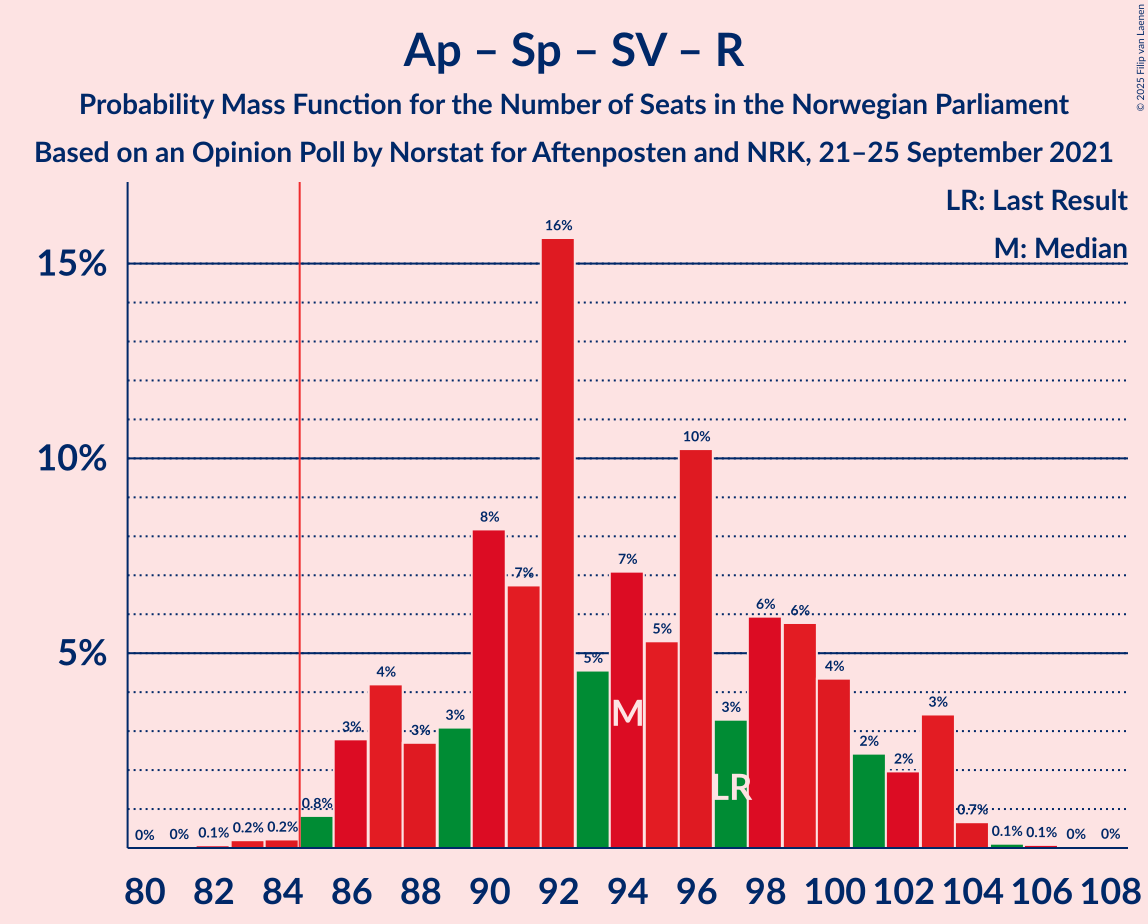 Ap – Sp – SV – R
Probability Mass Function for the Number of Seats in the Norwegian Parliament
Based on an Opinion Poll by Norstat for Aftenposten and NRK, 21–25 September 2021
© 2025 Filip van Laenen
LR: Last Result
M: Median
15%
10%
5%
0% 0% 0.1% 0.2% 0.2% 0.8% 3% 4% 3% 3% 8% 7% 16% 5% 7% 5% 10% 3% 6% 6% 4% 2% 2% 3% 0.7% 0.1% 0.1% 0% 0%
M
LR
80 82 84 86 88 90 92 94 96 98 100 102 104 106 108